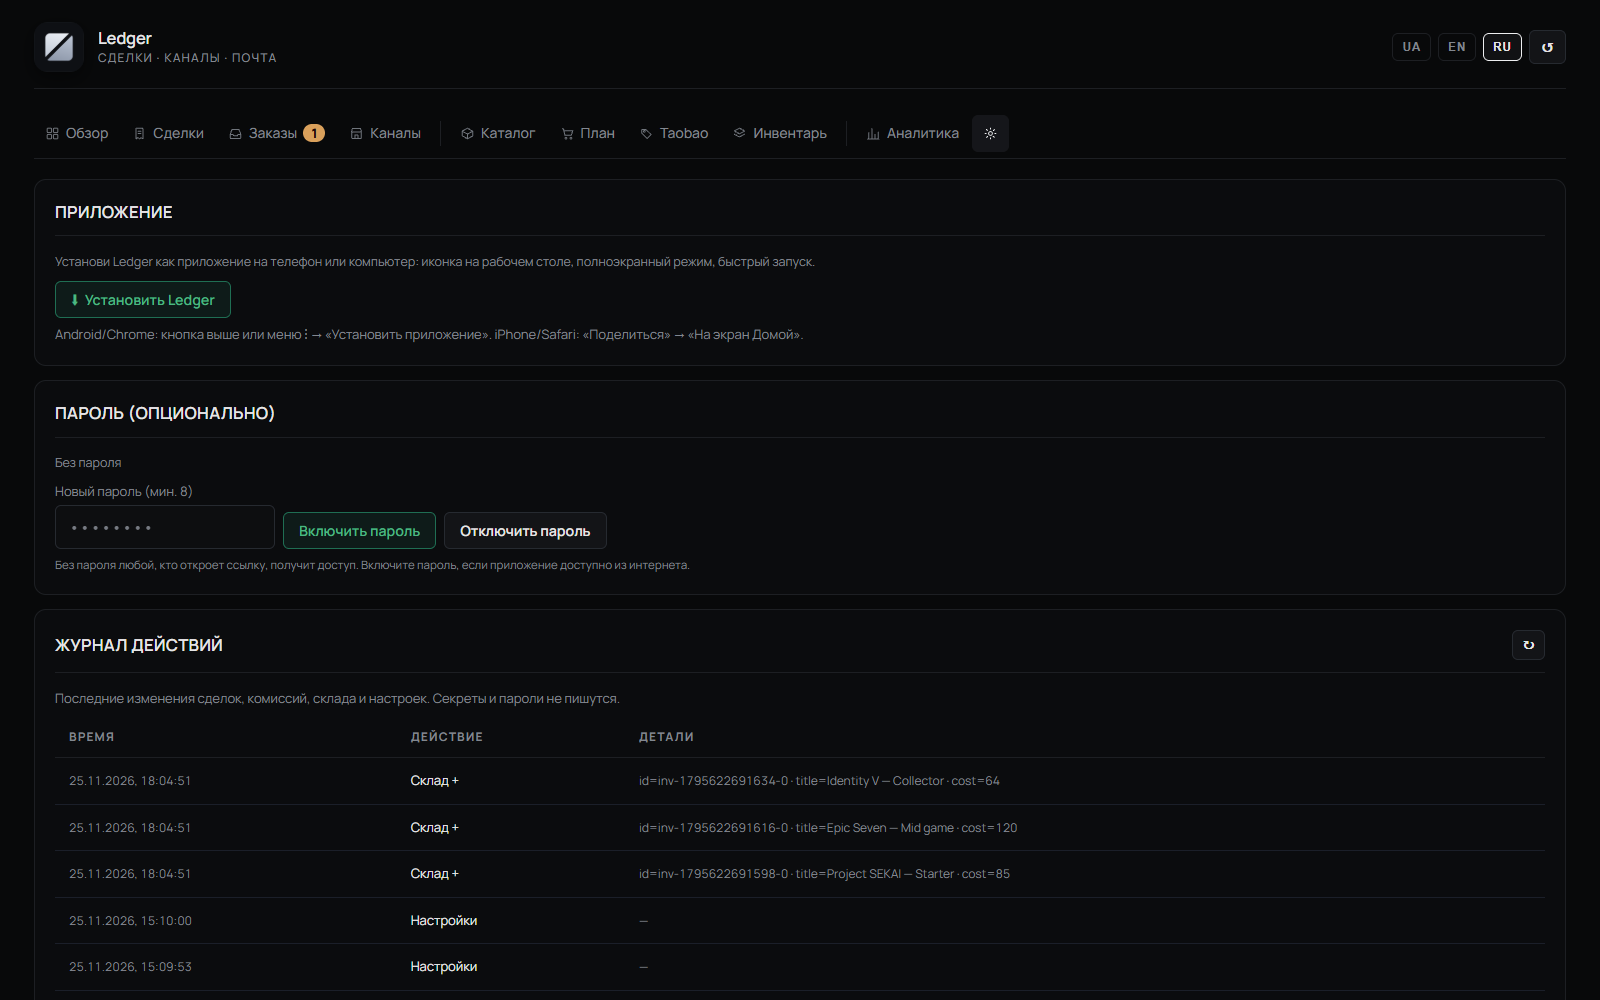 Ledger
СДЕЛКИ · КАНАЛЫ · ПОЧТА
UA EN RU ↺
Обзор Сделки Заказы 1 Каналы Каталог План Taobao Инвентарь Аналитика
ПРИЛОЖЕНИЕ
Установи Ledger как приложение на телефон или компьютер: иконка на рабочем столе, полноэкранный режим, быстрый запуск.
⬇ Установить Ledger
Android/Chrome: кнопка выше или меню ⋮ → «Установить приложение». iPhone/Safari: «Поделиться» → «На экран Домой».
ПАРОЛЬ (ОПЦИОНАЛЬНО)
Без пароля
Новый пароль (мин. 8)
••••••••
Включить пароль Отключить пароль
Без пароля любой, кто откроет ссылку, получит доступ. Включите пароль, если приложение доступно из интернета.
ЖУРНАЛ ДЕЙСТВИЙ ↻
Последние изменения сделок, комиссий, склада и настроек. Секреты и пароли не пишутся.
ВРЕМЯ ДЕЙСТВИЕ ДЕТАЛИ
25.11.2026, 18:04:51 Склад + id=inv-1795622691634-0 · title=Identity V — Collector · cost=64
25.11.2026, 18:04:51 Склад + id=inv-1795622691616-0 · title=Epic Seven — Mid game · cost=120
25.11.2026, 18:04:51 Склад + id=inv-1795622691598-0 · title=Project SEKAI — Starter · cost=85
25.11.2026, 15:10:00 Настройки —
25.11.2026, 15:09:53 Настройки —